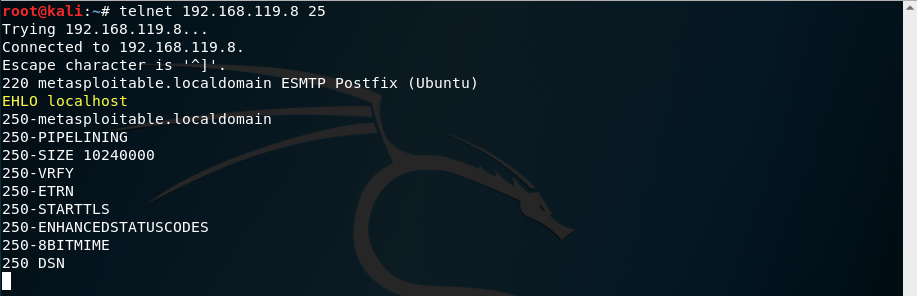 root@kali:~# telnet 192.168.119.8 25
Trying 192.168.119.8...
Connected to 192.168.119.8.
Escape character is '^]'.
220 metasploitable.localdomain ESMTP Postfix (Ubuntu)
EHLO localhost
250-metasploitable.localdomain
250-PIPELINING
250-SIZE 10240000
250-VRFY
250-ETRN
250-STARTTLS
250-ENHANCEDSTATUSCODES
250-8BITMIME
250 DSN